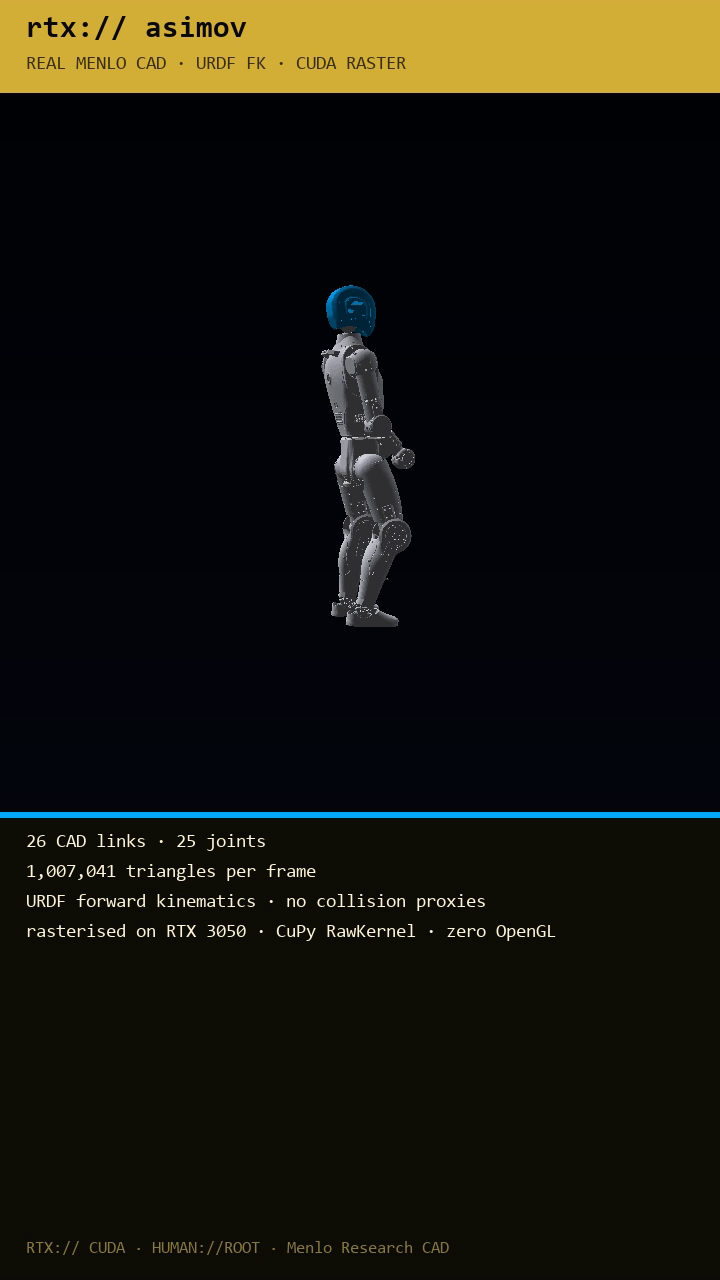 rtx:// asimov
REAL MENLO CAD · URDF FK · CUDA RASTER
26 CAD links · 25 joints
1,007,041 triangles per frame
URDF forward kinematics · no collision proxies
rasterised on RTX 3050 · CuPy RawKernel · zero OpenGL
RTX:// CUDA · HUMAN://ROOT · Menlo Research CAD